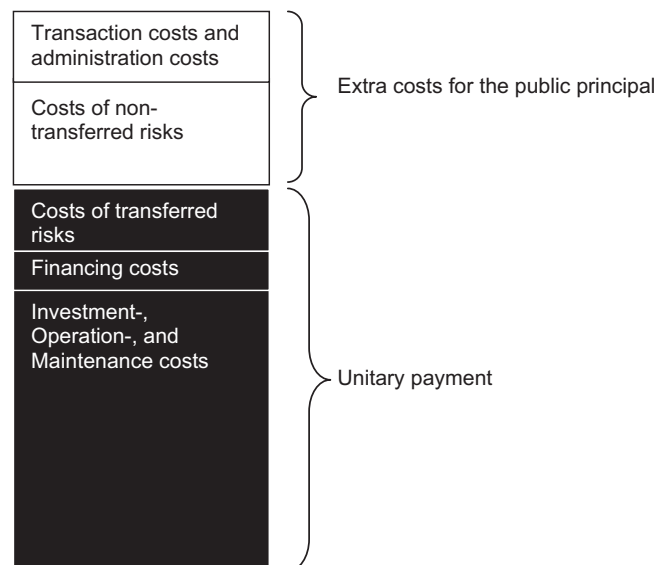 Transaction costs and
administration costs
Extra costs for the public principal
Costs of non-
transferred risks
Costs of transferred
risks
Financing costs
Investment-,
Operation-, and
Maintenance costs
Unitary payment